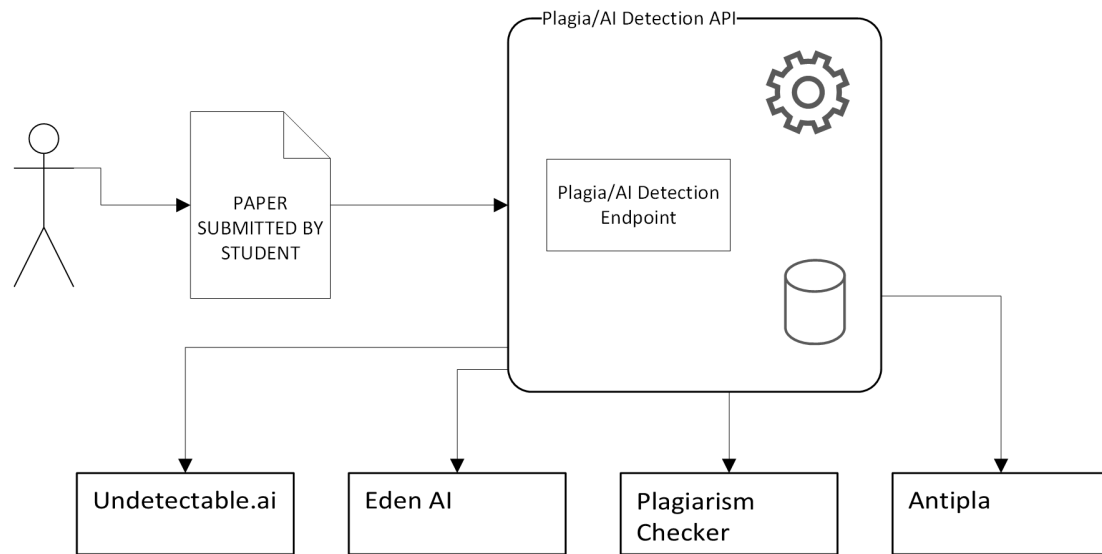 Plagia/AI Detection API
PAPER
SUBMITTED BY
STUDENT
Plagia/AI Detection
Endpoint
Undetectable.ai
Eden AI
Plagiarism
Checker
Antipla